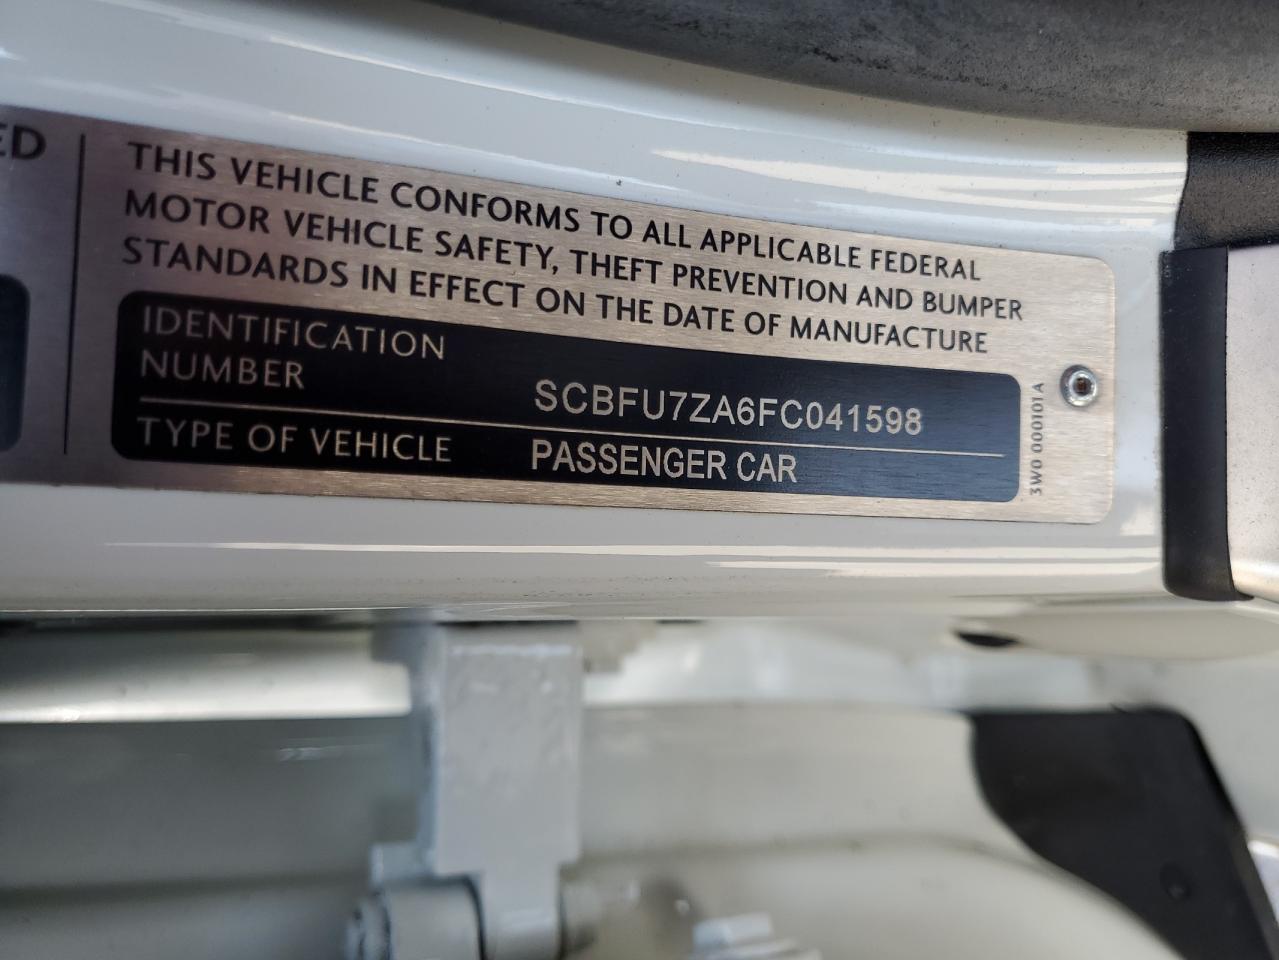 ED
THIS VEHICLE CONFORMS TO ALL APPLICABLE FEDERAL
MOTOR VEHICLE SAFETY, THEFT PREVENTION AND BUMPER
STANDARDS IN EFFECT ON THE DATE OF MANUFACTURE
IDENTIFICATION
NUMBER
SCBFU7ZA6FC041598
TYPE OF VEHICLE
PASSENGER CAR
3W0 000101 A